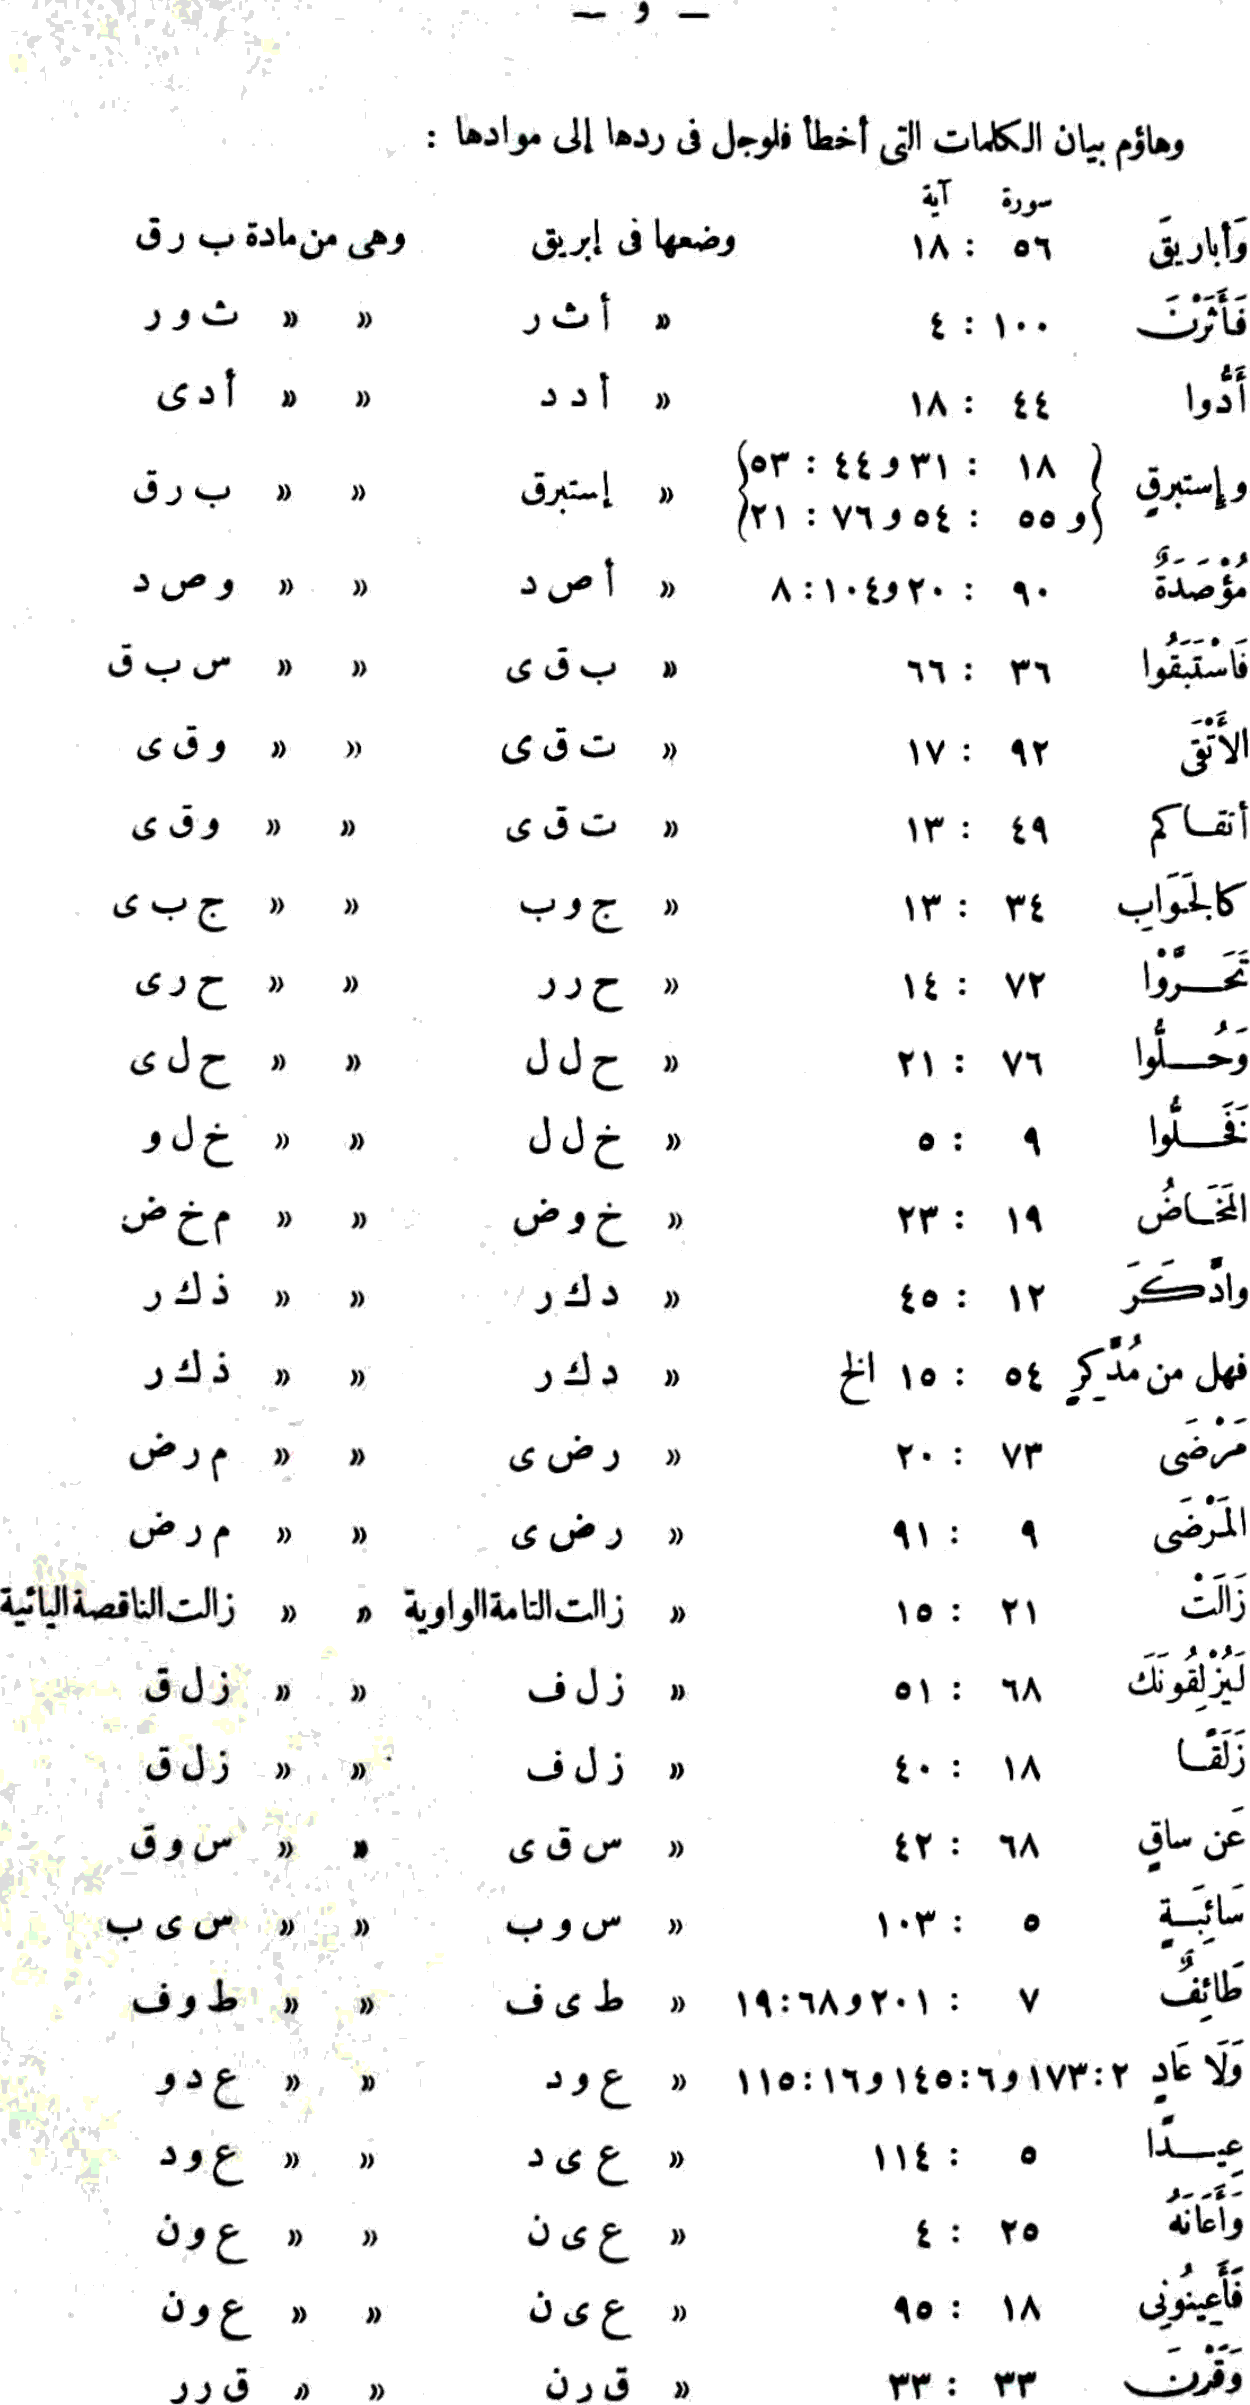 — و —
وهاؤم بيان الكلمات التى أخطأ فلوجل فى ردها إلى موادها :
سورة آية
وَأباريقَ ٥٦ : ١٨ وضعها فى إبريق وهى من مادة ب ر ق
فَأَثَرْنَ ١٠٠ : ٤ « أ ث ر « « ث و ر
أَدُّوا ٤٤ : ١٨ « أ د د « « أ د ى
وإستبرقٍ { ١٨ : ٣١ و ٤٤ : ٥٣ و ٥٥ : ٥٤ و ٧٦ : ٢١ } « إستبرق « « ب ر ق
مُؤْصَدَةٌ ٩٠ : ٢٠ و ١٠٤ : ٨ « أ ص د « « و ص د
فَاسْتَبَقُوا ٣٦ : ٦٦ « ب ق ى « « س ب ق
الأَتْقَى ٩٢ : ١٧ « ت ق ى « « و ق ى
أتقاكم ٤٩ : ١٣ « ت ق ى « « و ق ى
كالجَوَابِ ٣٤ : ١٣ « ج و ب « « ج ب ى
تَحَرَّوْا ٧٢ : ١٤ « ح ر ر « « ح ر ى
وَحُلُّوا ٧٦ : ٢١ « ح ل ل « « ح ل ى
فَخَلُّوا ٩ : ٥ « خ ل ل « « خ ل و
المَخَاضُ ١٩ : ٢٣ « خ و ض « « م خ ض
وادَّكَرَ ١٢ : ٤٥ « د ك ر « « ذ ك ر
فهل من مُدَّكِرٍ ٥٤ : ١٥ الخ « د ك ر « « ذ ك ر
مَرْضَى ٧٣ : ٢٠ « ر ض ى « « م ر ض
المَرْضَى ٩ : ٩١ « ر ض ى « « م ر ض
زَالَتْ ٢١ : ١٥ « زالت التامة الواوية « « زالت الناقصة اليائية
لَيُزْلِقُونَكَ ٦٨ : ٥١ « ز ل ف « « ز ل ق
زَلَقًا ١٨ : ٤٠ « ز ل ف « « ز ل ق
عَن ساقٍ ٦٨ : ٤٢ « س ق ى « « س و ق
سَائِبَةٍ ٥ : ١٠٣ « س و ب « « س ى ب
طَائِفٌ ٧ : ٢٠١ و ٦٨ : ١٩ « ط ى ف « « ط و ف
وَلَا عَادٍ ٢ : ١٧٣ و ٦ : ١٤٥ و ١٦ : ١١٥ « ع و د « « ع د و
عِيدًا ٥ : ١١٤ « ع ى د « « ع و د
وَأَعَانَهُ ٢٥ : ٤ « ع ى ن « « ع و ن
فَأَعِينُونِى ١٨ : ٩٥ « ع ى ن « « ع و ن
وَقَرْنَ ٣٣ : ٣٣ « ق ر ن « « ق ر ر